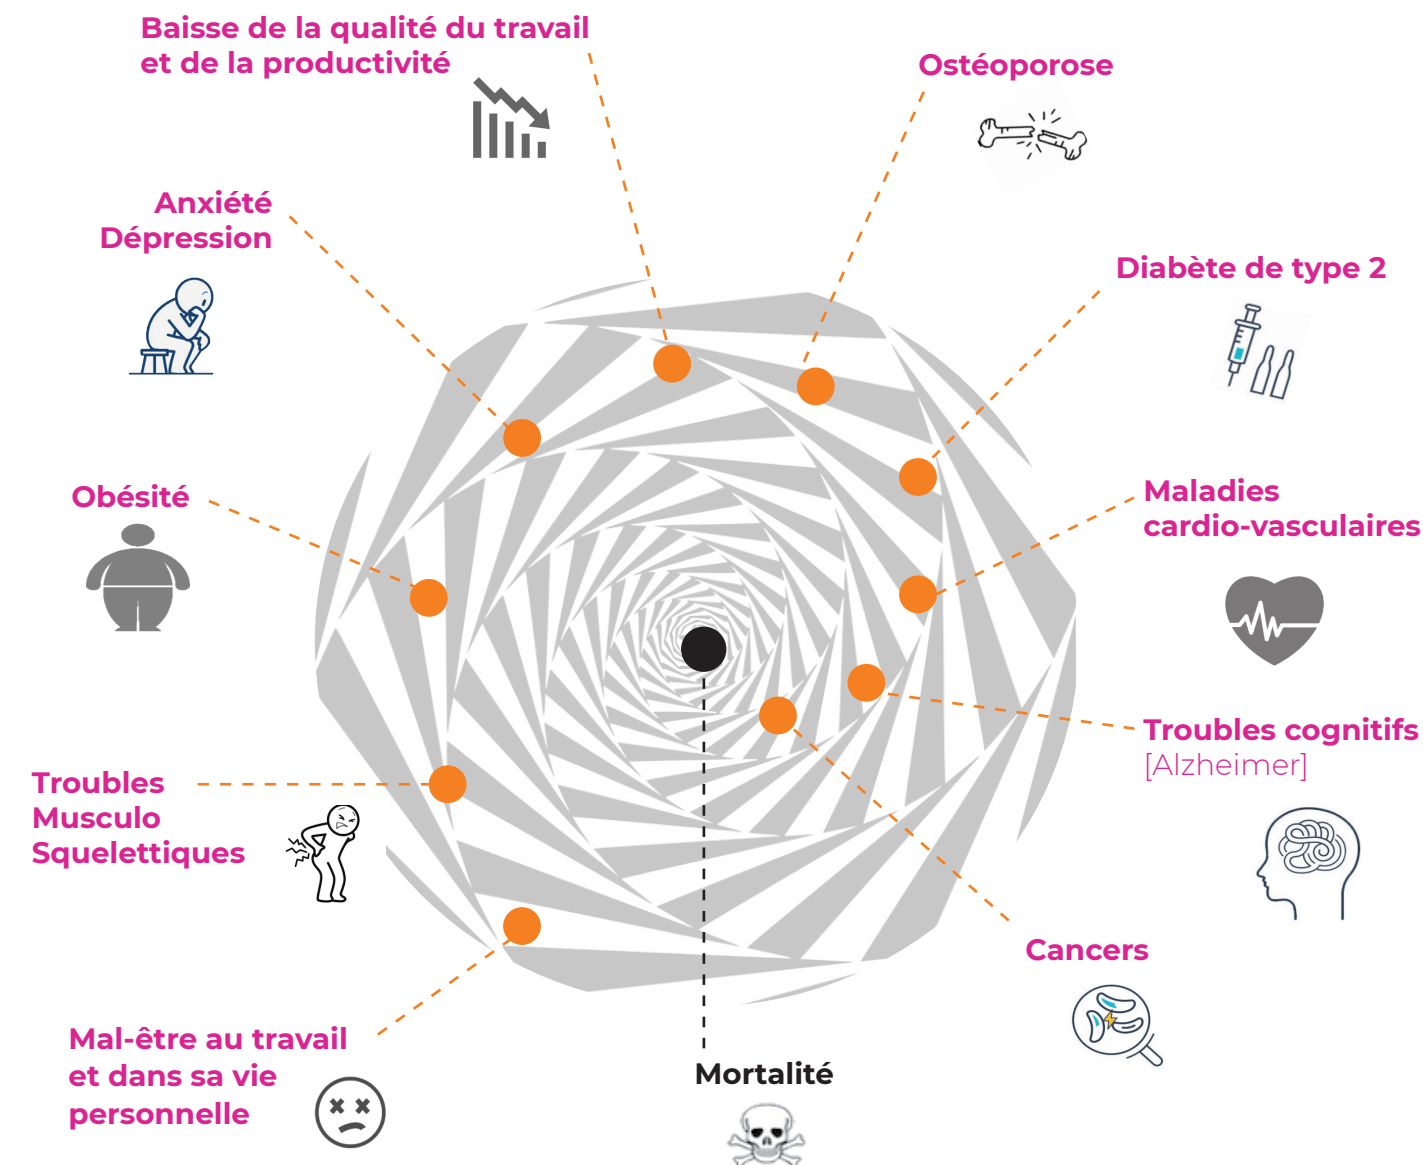 Baisse de la qualité du travail
et de la productivité
Ostéoporose
Anxiété
Dépression
Diabète de type 2
Obésité
Maladies
cardio-vasculaires
Troubles cognitifs
[Alzheimer]
Troubles
Musculo
Squelettiques
Cancers
Mal-être au travail
et dans sa vie
personnelle
Mortalité